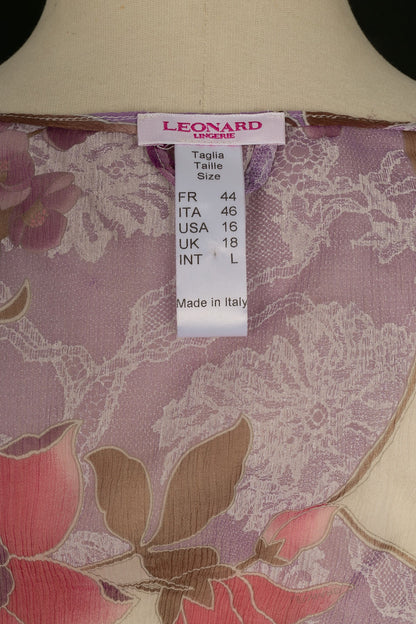 LEONARD
LINGERIE
Taglia
Taille
Size
FR 44
ITA 46
USA 16
UK 18
INT L
Made in Italy